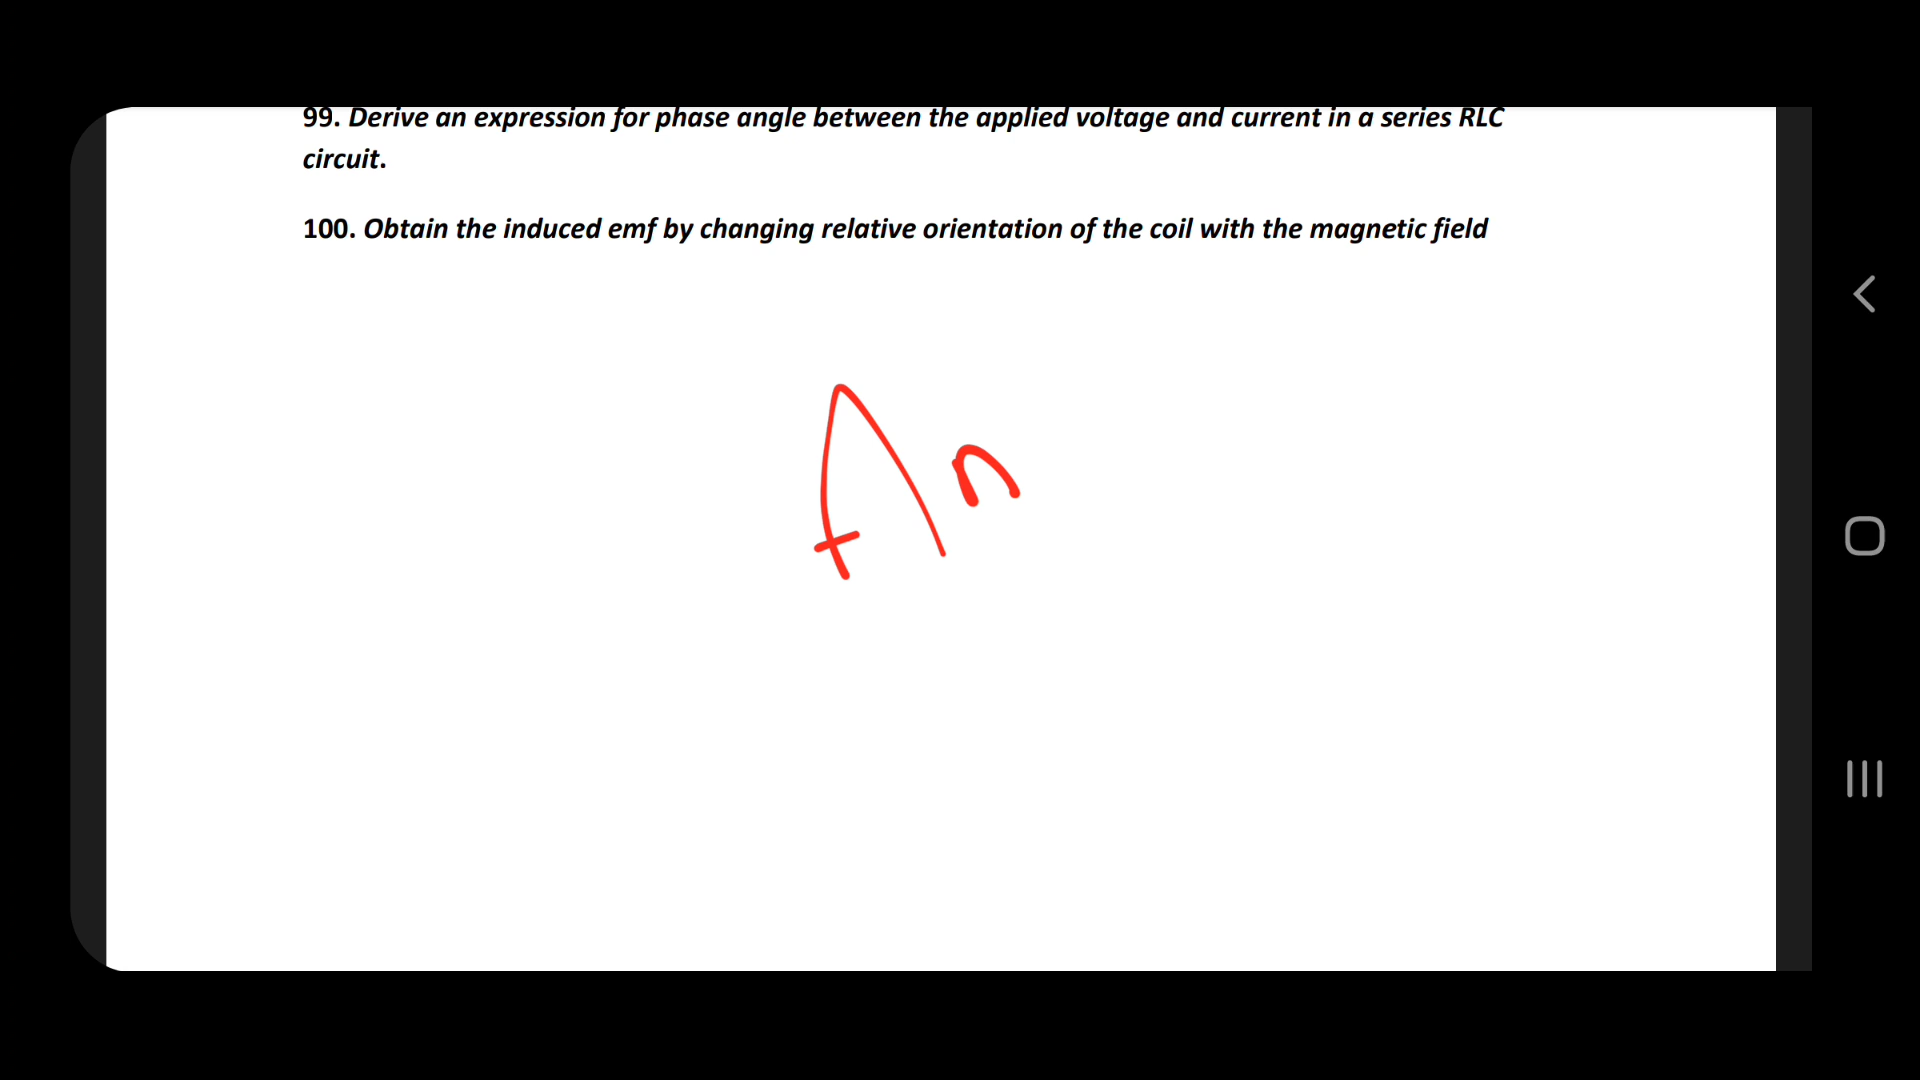 99. Derive an expression for phase angle between the applied voltage and current in a series RLC
circuit.
100. Obtain the induced emf by changing relative orientation of the coil with the magnetic field
An